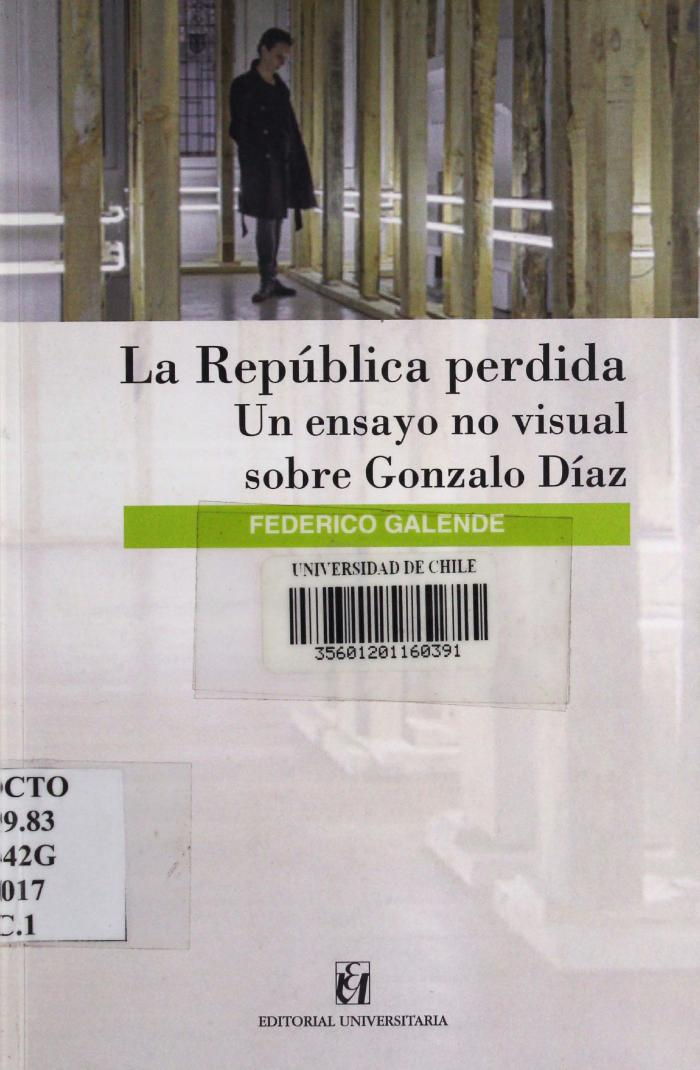 La República perdida
Un ensayo no visual
sobre Gonzalo Díaz
FEDERICO GALENDE
UNIVERSIDAD DE CHILE
35601201160391
CTO
9.83
42G
017
C.1
EDITORIAL UNIVERSITARIA